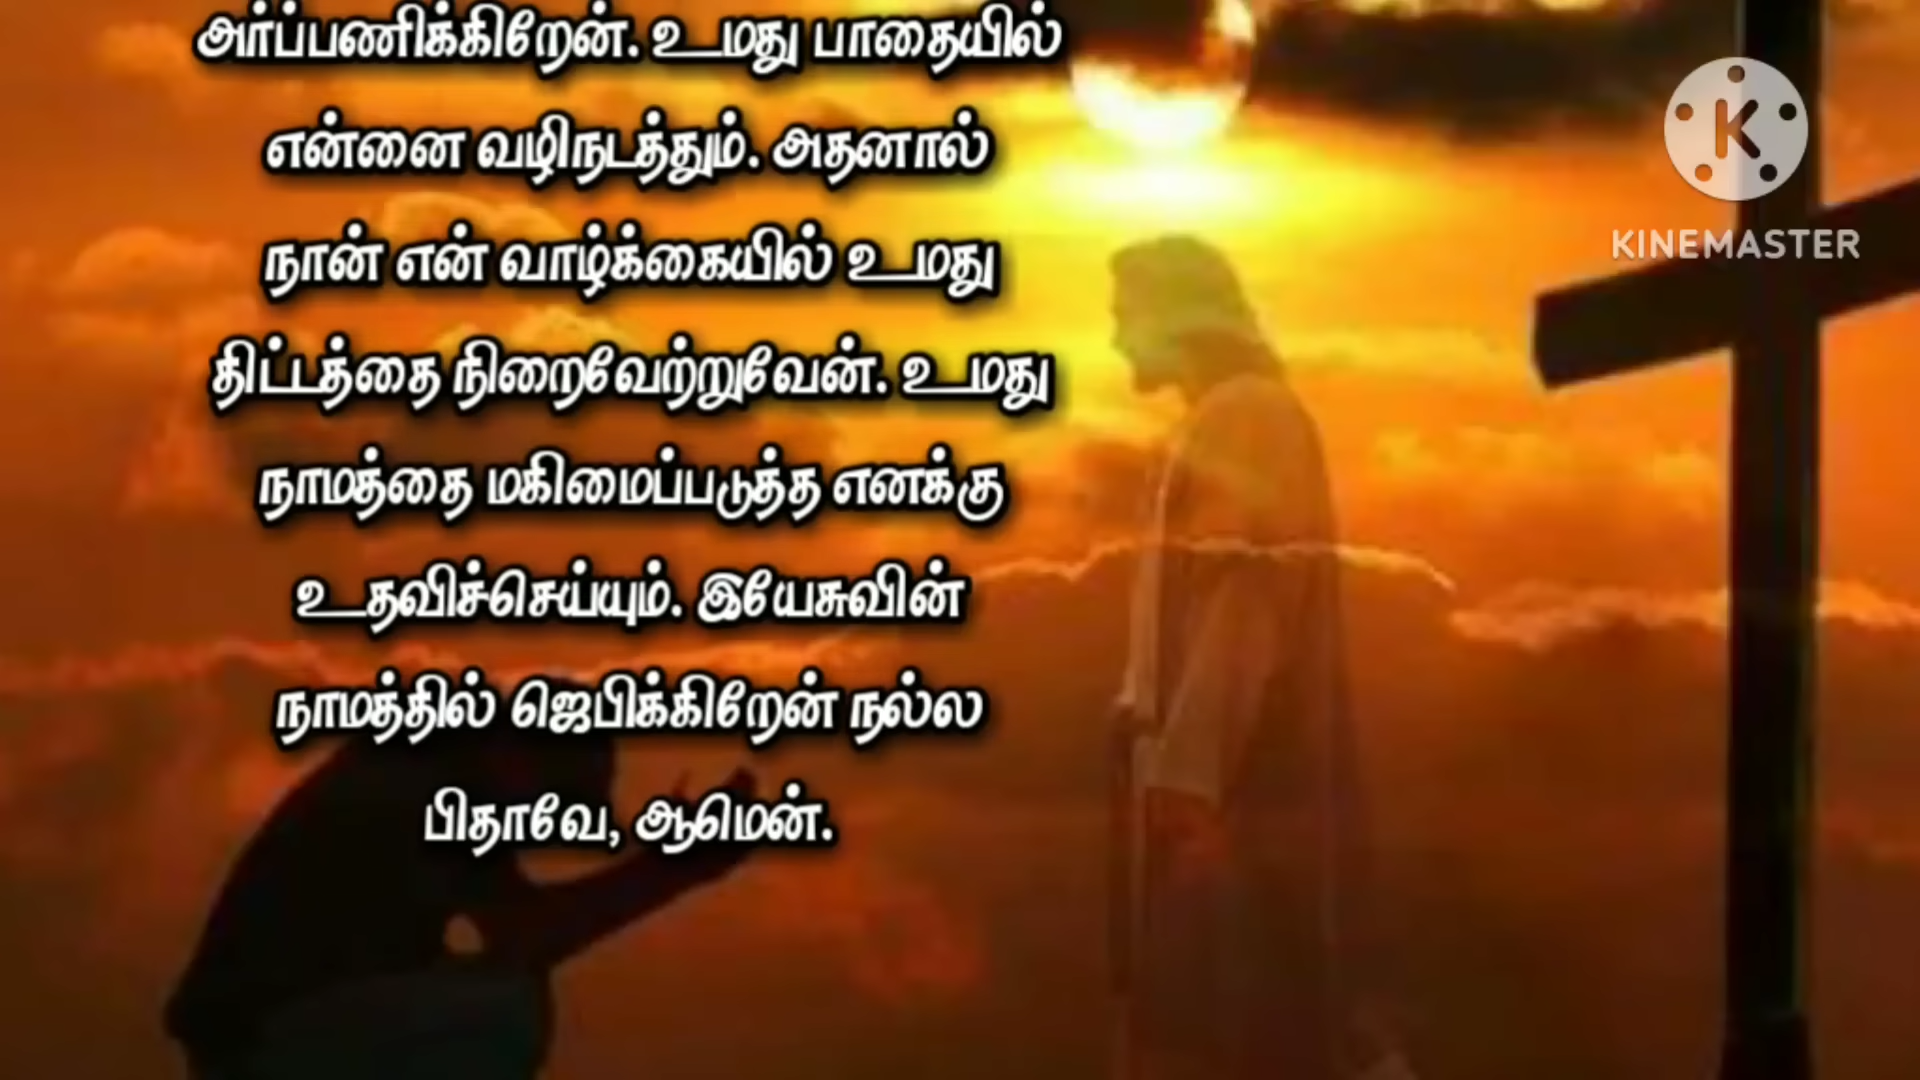 அர்ப்பணிக்கிறேன். உமது பாதையில்
என்னை வழிநடத்தும். அதனால்
நான் என் வாழ்க்கையில் உமது
திட்டத்தை நிறைவேற்றுவேன். உமது
நாமத்தை மகிமைப்படுத்த எனக்கு
உதவிச்செய்யும். இயேசுவின்
நாமத்தில் ஜெபிக்கிறேன் நல்ல
பிதாவே, ஆமென்.
K
KINEMASTER